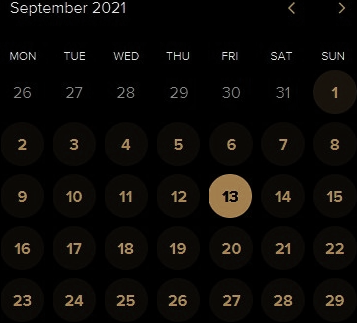 September 2021
MON TUE WED THU FRI SAT SUN
26 27 28 29 30 31 1
2 3 4 5 6 7 8
9 10 11 12 13 14 15
16 17 18 19 20 21 22
23 24 25 26 27 28 29